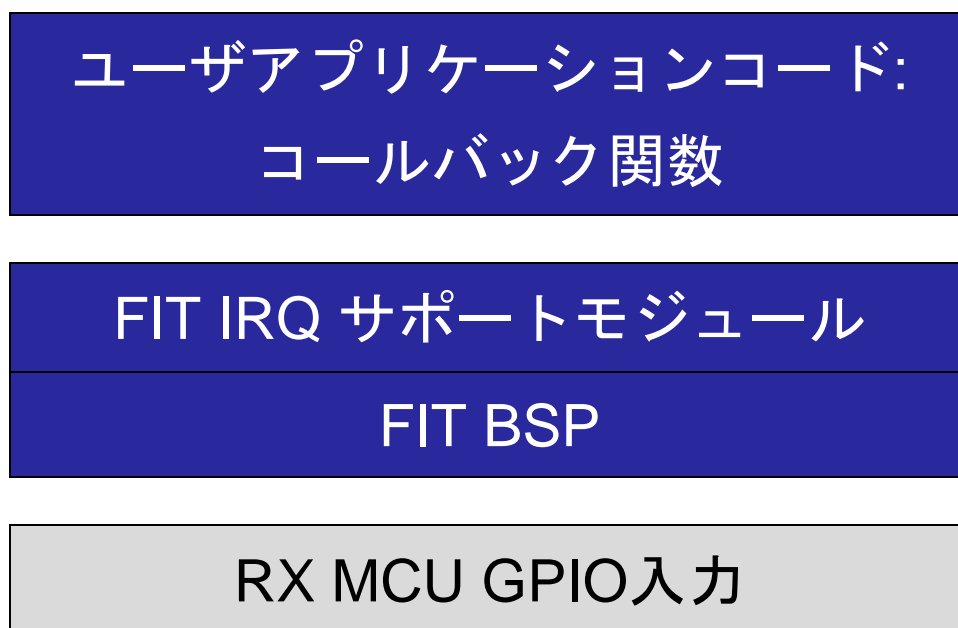 ユーザアプリケーションコード:
コールバック関数
FIT IRQ サポートモジュール
FIT BSP
RX MCU GPIO入力